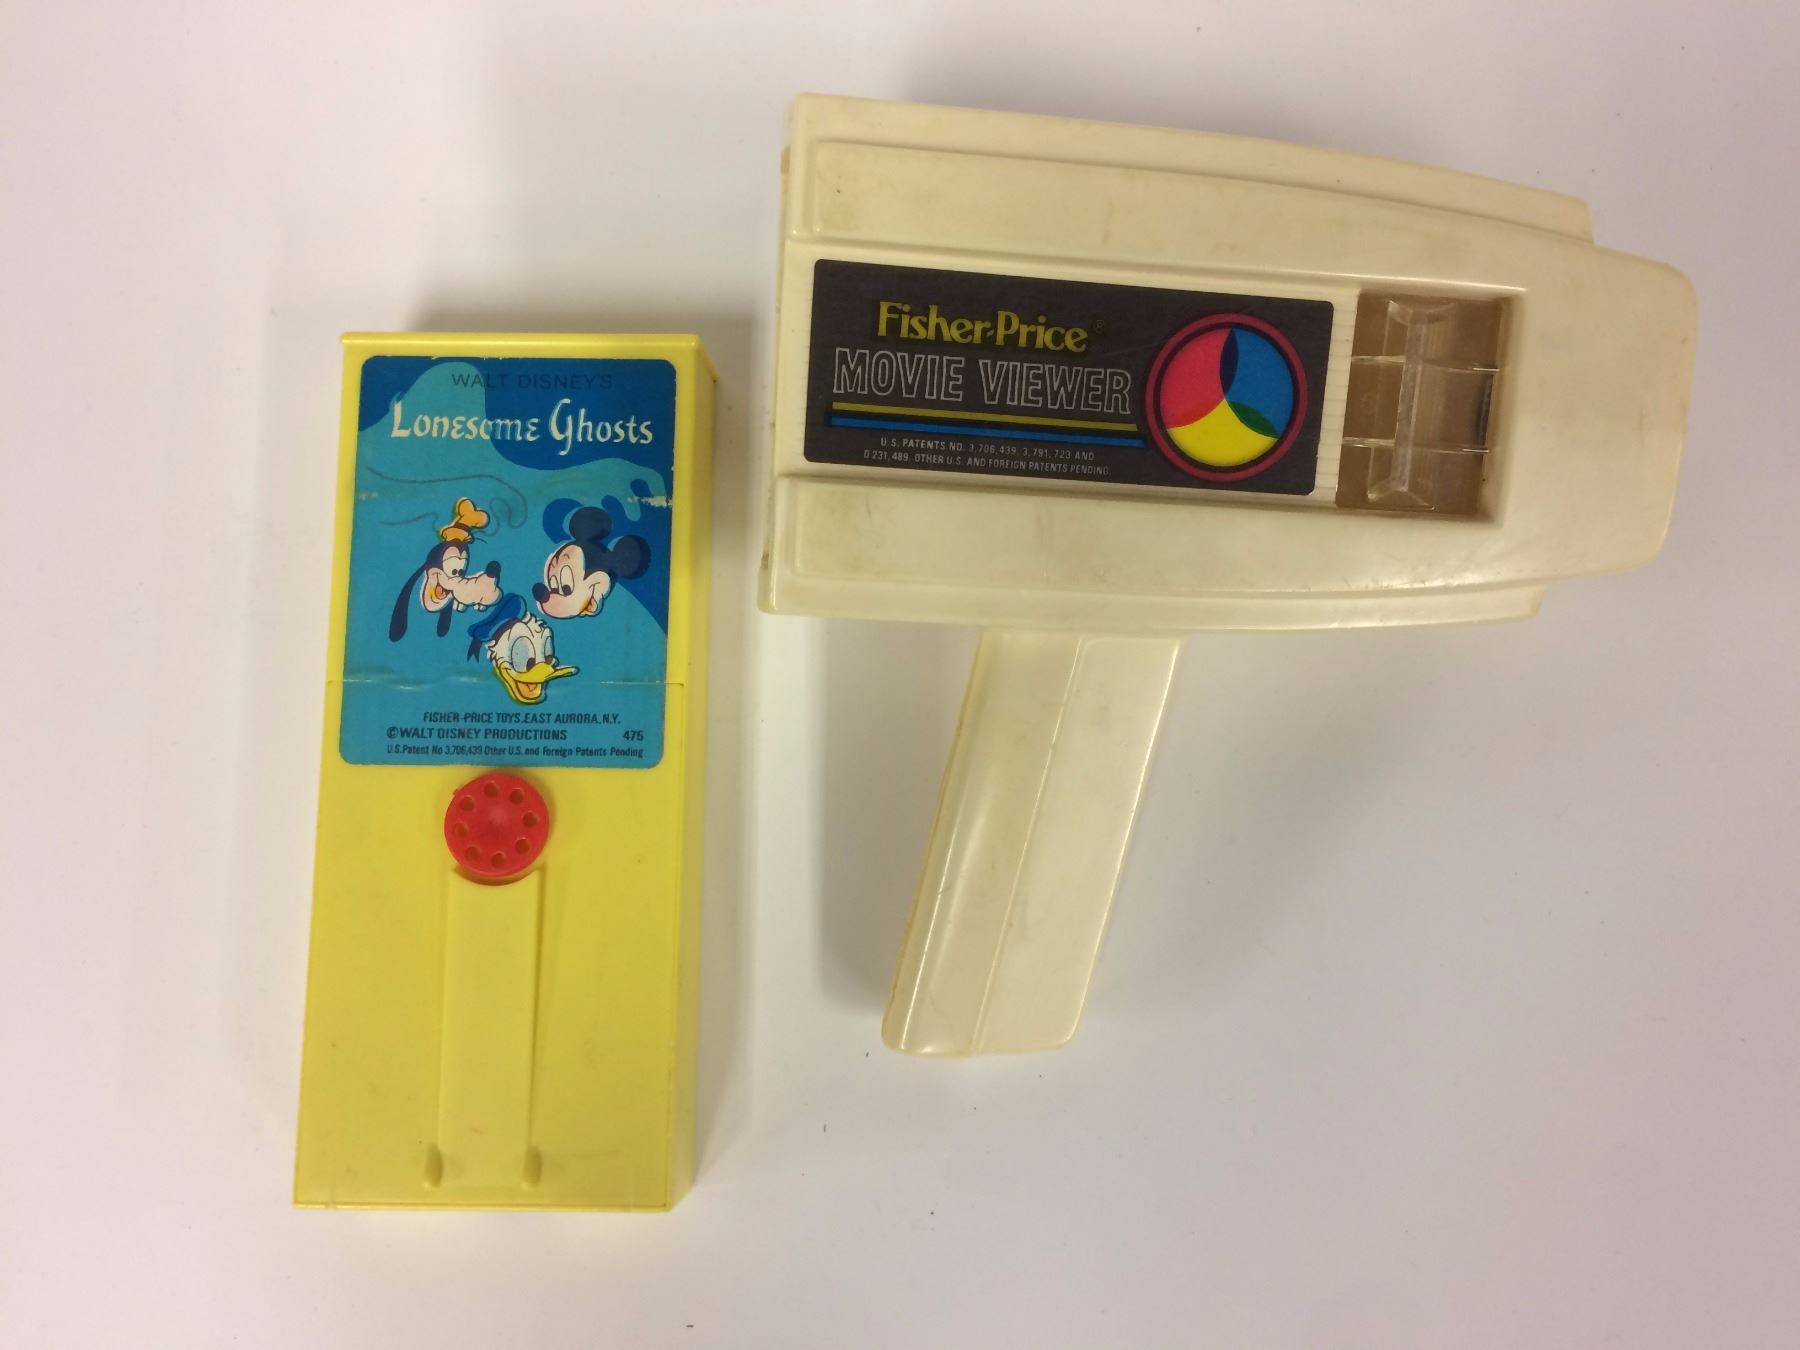 WALT DISNEY'S
Lonesome Ghosts
FISHER-PRICE TOYS.EAST AURORA.N.Y.
©WALT DISNEY PRODUCTIONS 475
U.S.Patent No 3,706,439 Other U.S. and Foreign Patents Pending
Fisher-Price®
MOVIE VIEWER
U.S. PATENTS NO. 3,706,439, 3,791,723 AND
D 231,489. OTHER U.S. AND FOREIGN PATENTS PENDING.